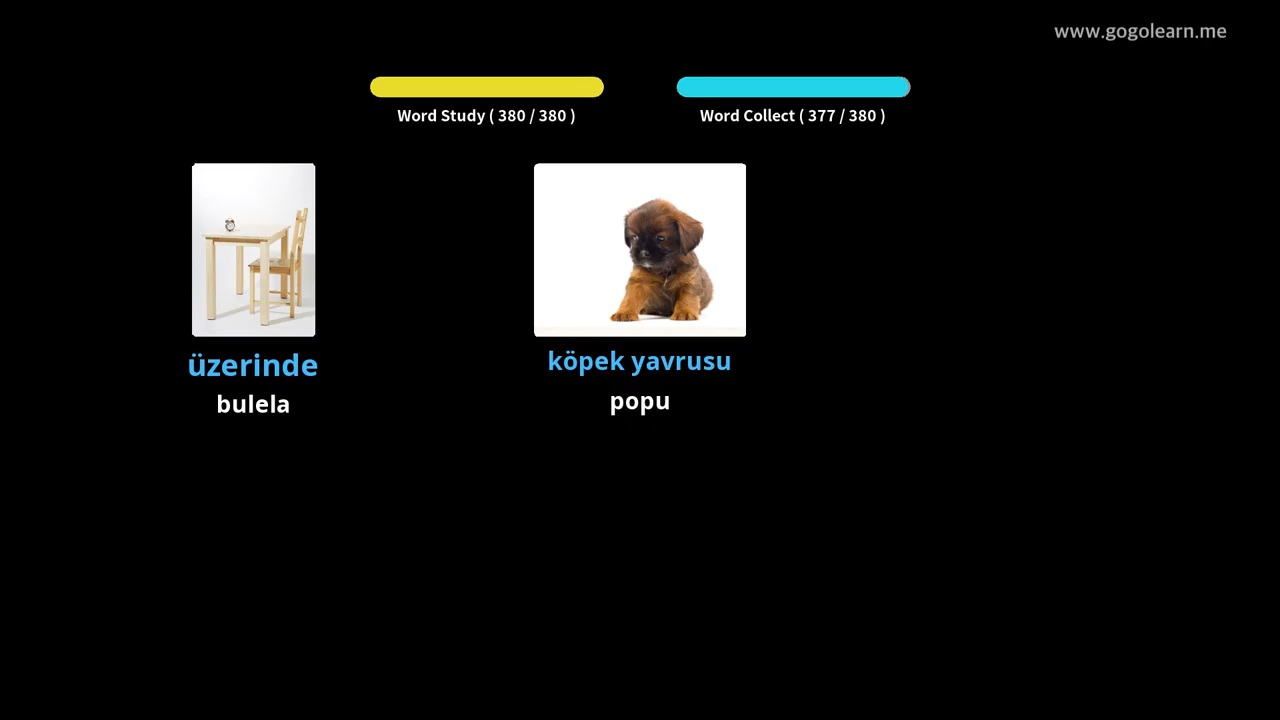 www.gogolearn.me
Word Study ( 380 / 380 )
Word Collect ( 377 / 380 )
üzerinde
bulela
köpek yavrusu
popu